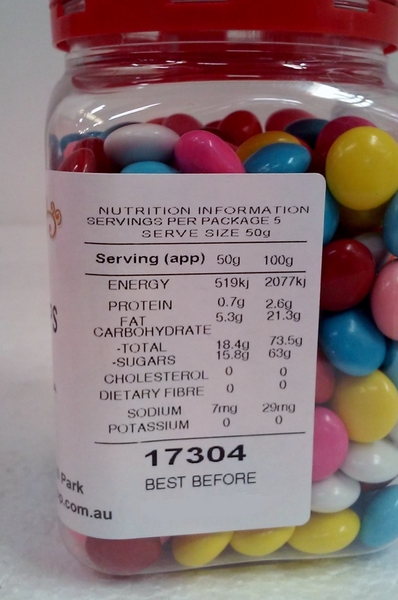 NUTRITION INFORMATION
SERVINGS PER PACKAGE 5
SERVE SIZE 50g
Serving (app) 50g 100g
ENERGY 519kj 2077kj
PROTEIN 0.7g 2.6g
FAT 5.3g 21.3g
CARBOHYDRATE
-TOTAL 18.4g 73.5g
-SUGARS 15.8g 63g
CHOLESTEROL 0 0
DIETARY FIBRE 0 0
SODIUM 7mg 29mg
POTASSIUM 0 0
17304
BEST BEFORE
Park
.com.au